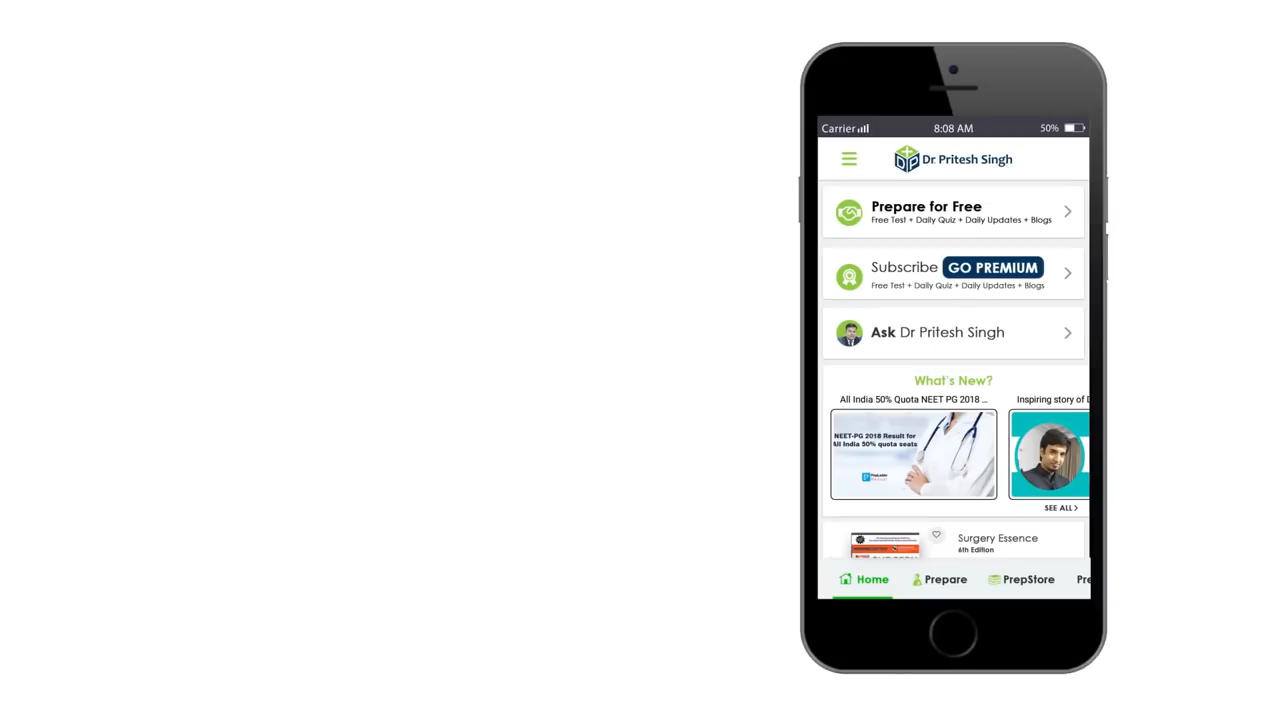 Carrier 8:08 AM 50%
Dr Pritesh Singh
Prepare for Free
Free Test + Daily Quiz + Daily Updates + Blogs
Subscribe GO PREMIUM
Free Test + Daily Quiz + Daily Updates + Blogs
Ask Dr Pritesh Singh
What's New?
All India 50% Quota NEET PG 2018 ...
Inspiring story of D
NEET-PG 2018 Result for
All India 50% quota seats
PrepLadder
SEE ALL
Surgery Essence
6th Edition
Home Prepare PrepStore Pre